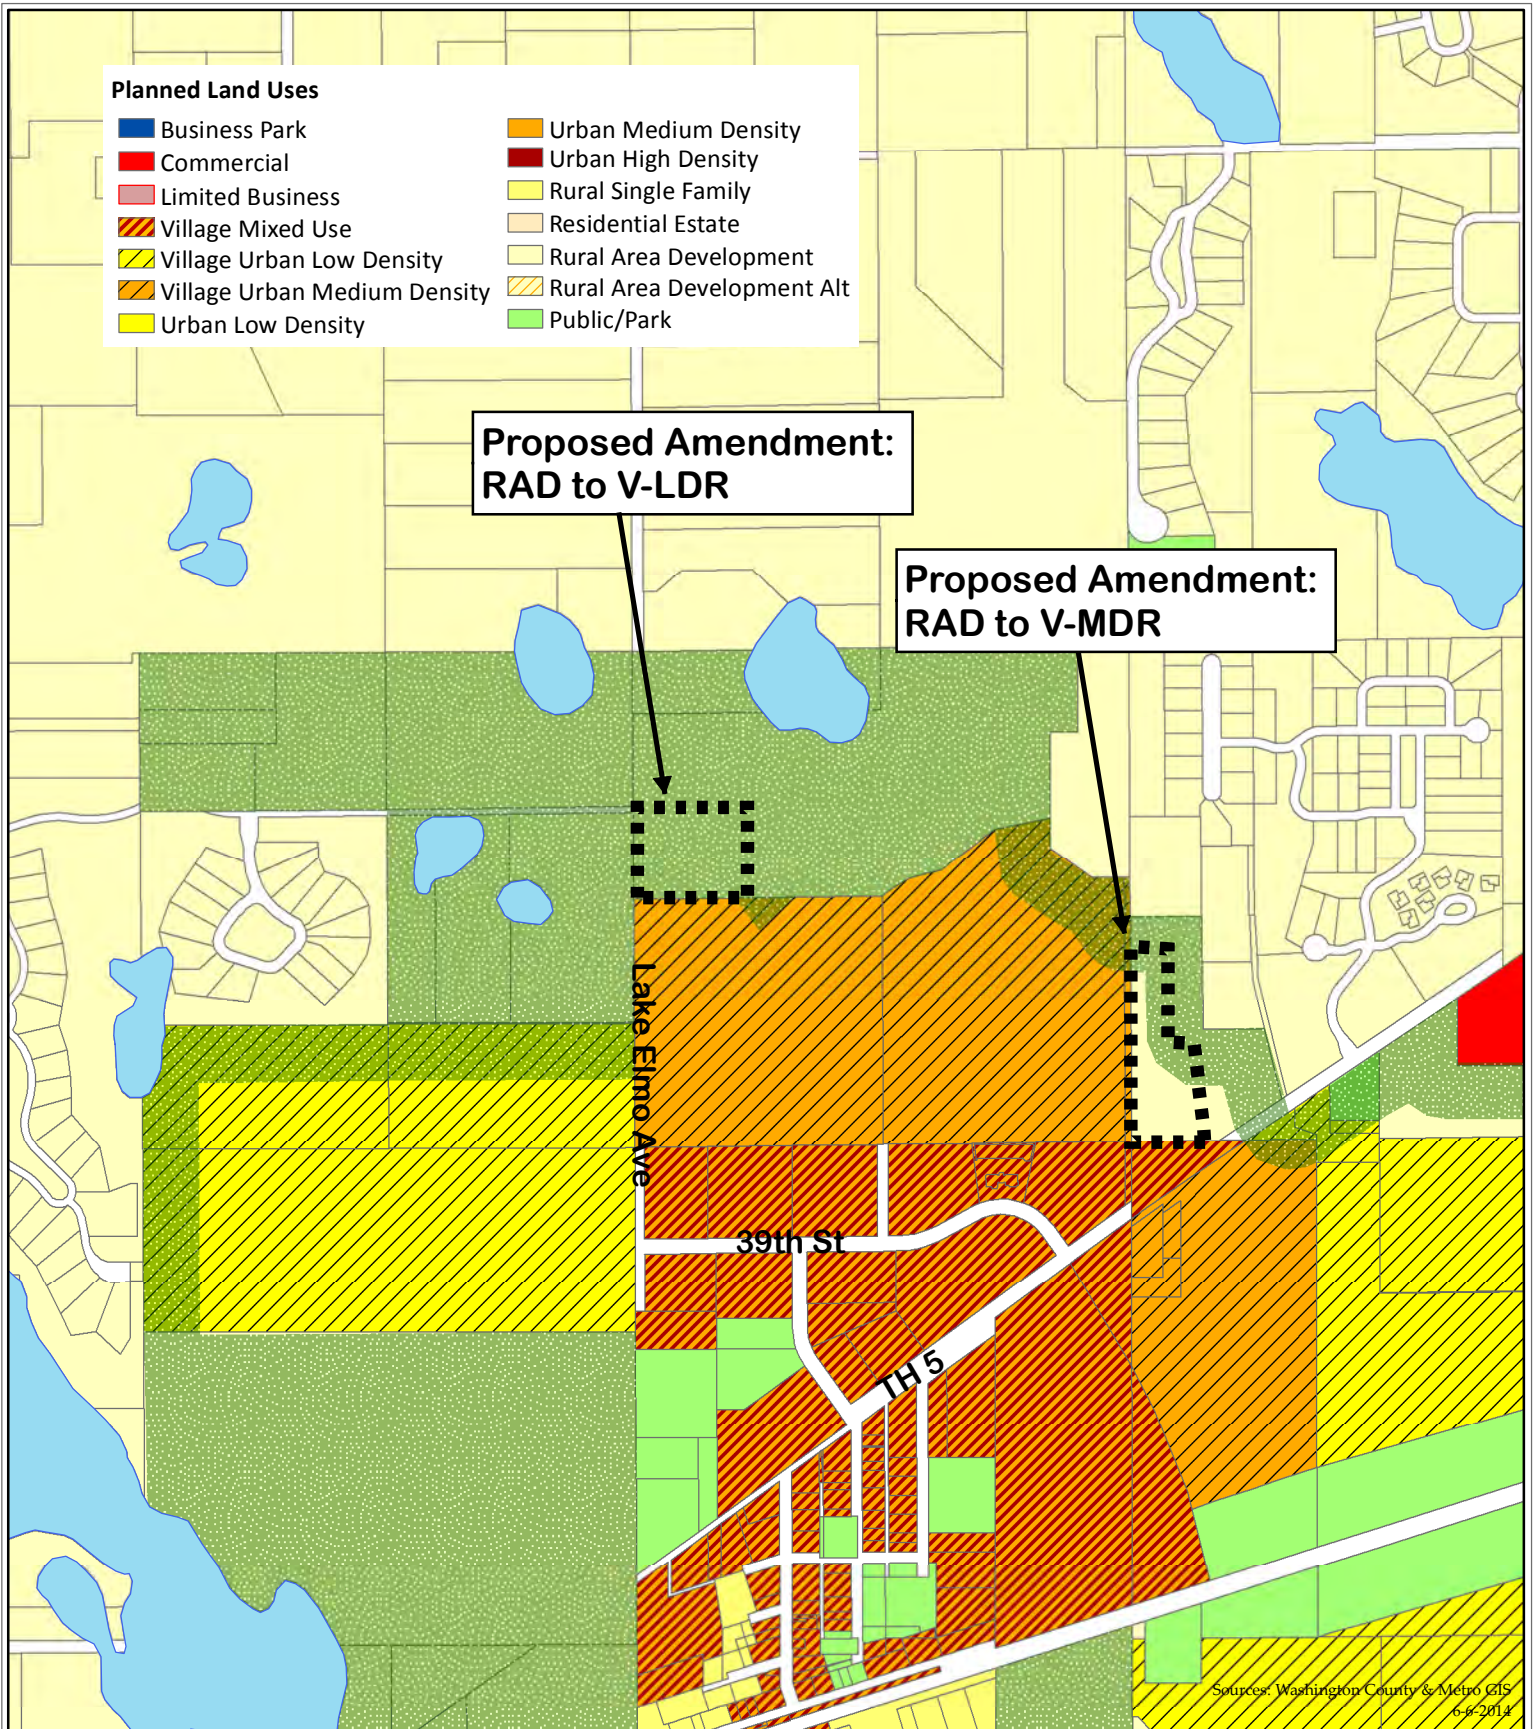 Planned Land Uses
Business Park
Commercial
Limited Business
Village Mixed Use
Village Urban Low Density
Village Urban Medium Density
Urban Low Density
Urban Medium Density
Urban High Density
Rural Single Family
Residential Estate
Rural Area Development
Rural Area Development Alt
Public/Park
Proposed Amendment:
RAD to V-LDR
Proposed Amendment:
RAD to V-MDR
Lake Elmo Ave
39th St
TH 5
Sources: Washington County & Metro GIS
6-6-2014